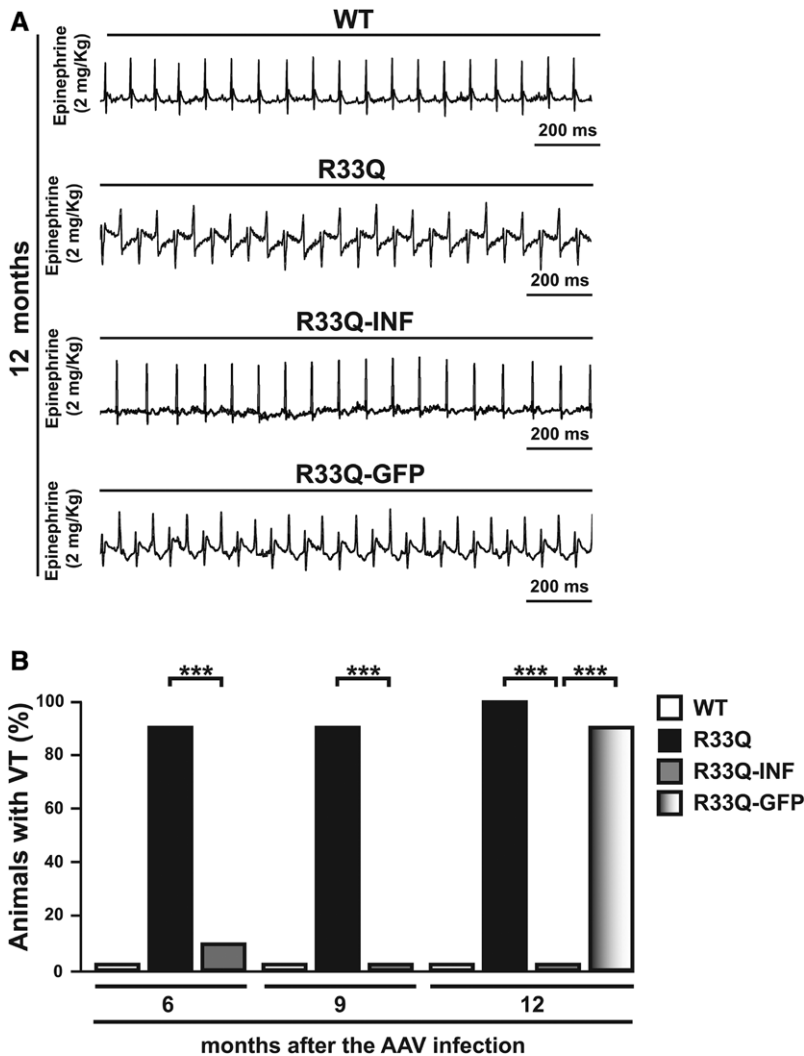 A
WT
Epinephrine
(2 mg/Kg)
200 ms
R33Q
Epinephrine
(2 mg/Kg)
200 ms
12 months
R33Q-INF
Epinephrine
(2 mg/Kg)
200 ms
R33Q-GFP
Epinephrine
(2 mg/Kg)
200 ms
B
*** *** *** ***
Animals with VT (%)
100
80
60
40
20
0
WT
R33Q
R33Q-INF
R33Q-GFP
6 9 12
months after the AAV infection